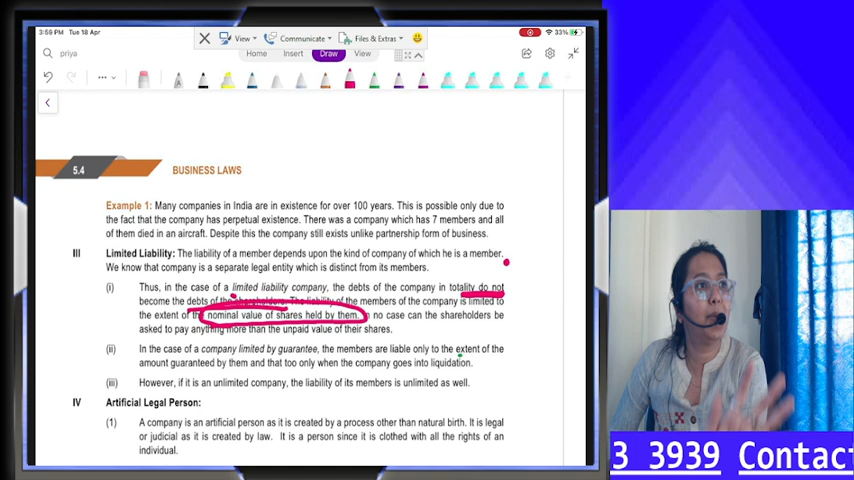 3:59 PM Tue 18 Apr
33%
View
Communicate
Files & Extras
priya
Home
Insert
Draw
View
5.4
BUSINESS LAWS
Example 1: Many companies in India are in existence for over 100 years. This is possible only due to
the fact that the company has perpetual existence. There was a company which has 7 members and all
of them died in an aircraft. Despite this the company still exists unlike partnership form of business.
III Limited Liability: The liability of a member depends upon the kind of company of which he is a member.
We know that company is a separate legal entity which is distinct from its members.
(i) Thus, in the case of a limited liability company, the debts of the company in totality do not
become the debts of the shareholders. The liability of the members of the company is limited to
the extent of the nominal value of shares held by them. In no case can the shareholders be
asked to pay anything more than the unpaid value of their shares.
(ii) In the case of a company limited by guarantee, the members are liable only to the extent of the
amount guaranteed by them and that too only when the company goes into liquidation.
(iii) However, if it is an unlimited company, the liability of its members is unlimited as well.
IV Artificial Legal Person:
(1) A company is an artificial person as it is created by a process other than natural birth. It is legal
or judicial as it is created by law. It is a person since it is clothed with all the rights of an
individual.
3 3939 Contac